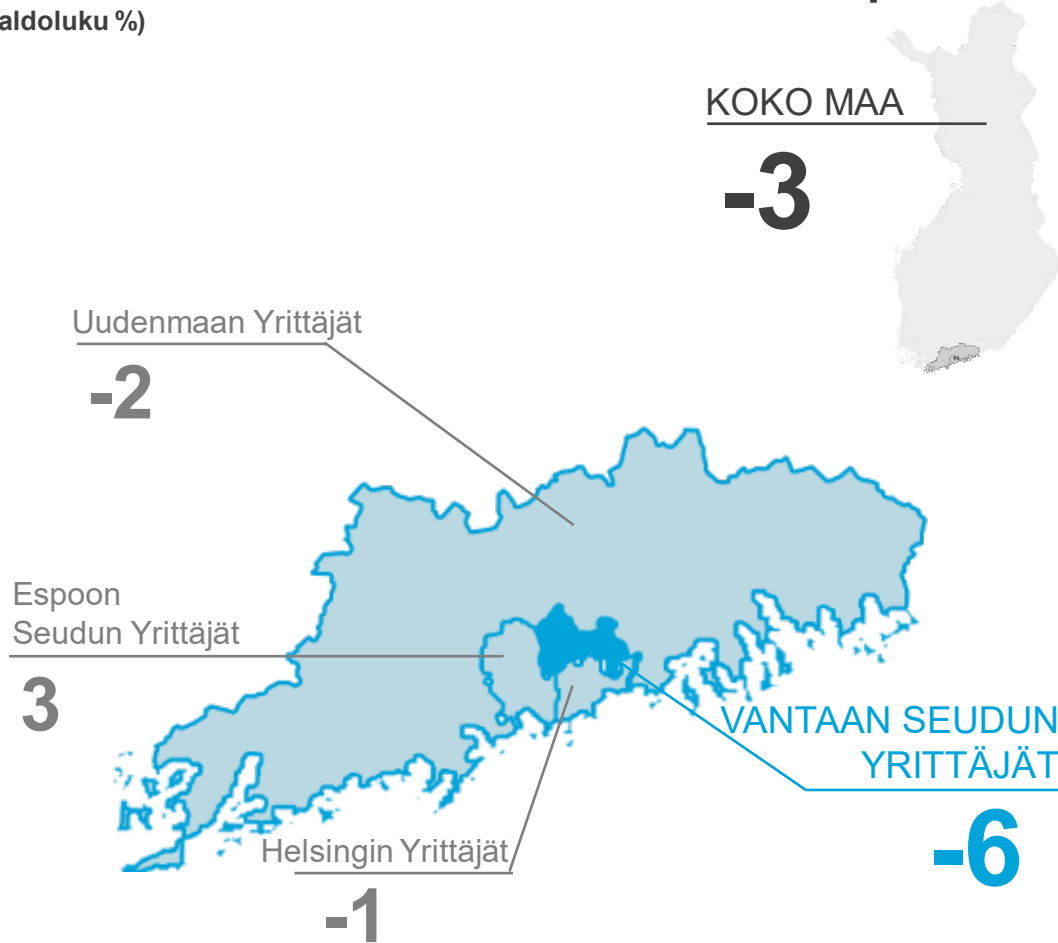 aldoluku %)
KOKO MAA
-3
Uudenmaan Yrittäjät
-2
Espoon
Seudun Yrittäjät
3
VANTAAN SEUDUN
YRITTÄJÄT
-6
Helsingin Yrittäjät
-1